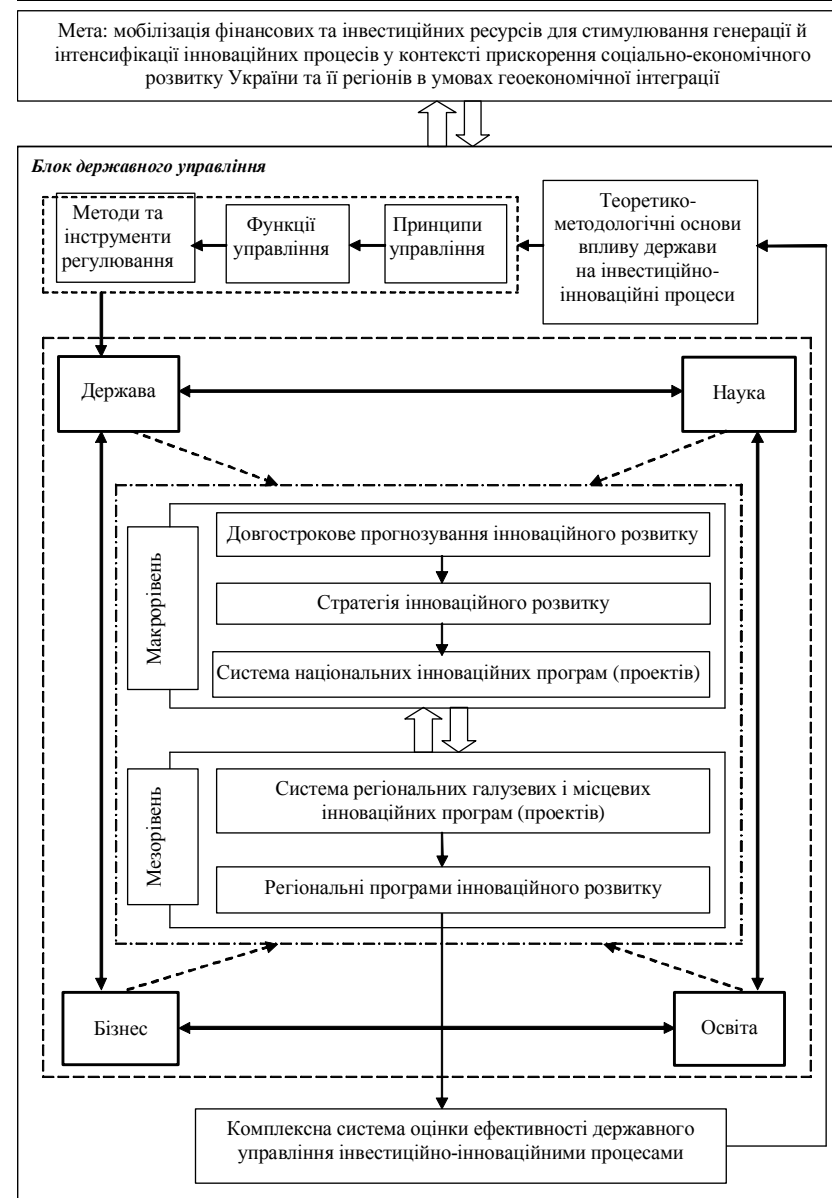 Мета: мобілізація фінансових та інвестиційних ресурсів для стимулювання генерації й
інтенсифікації інноваційних процесів у контексті прискорення соціально-економічного
розвитку України та її регіонів в умовах геоекономічної інтеграції
Блок державного управління
Методи та
інструменти
регулювання
Функції
управління
Принципи
управління
Теоретико-
методологічні основи
впливу держави
на інвестиційно-
інноваційні процеси
Держава
Наука
Макрорівень
Довгострокове прогнозування інноваційного розвитку
Стратегія інноваційного розвитку
Система національних інноваційних програм (проектів)
Мезорівень
Система регіональних галузевих і місцевих
інноваційних програм (проектів)
Регіональні програми інноваційного розвитку
Бізнес
Освіта
Комплексна система оцінки ефективності державного
управління інвестиційно-інноваційними процесами